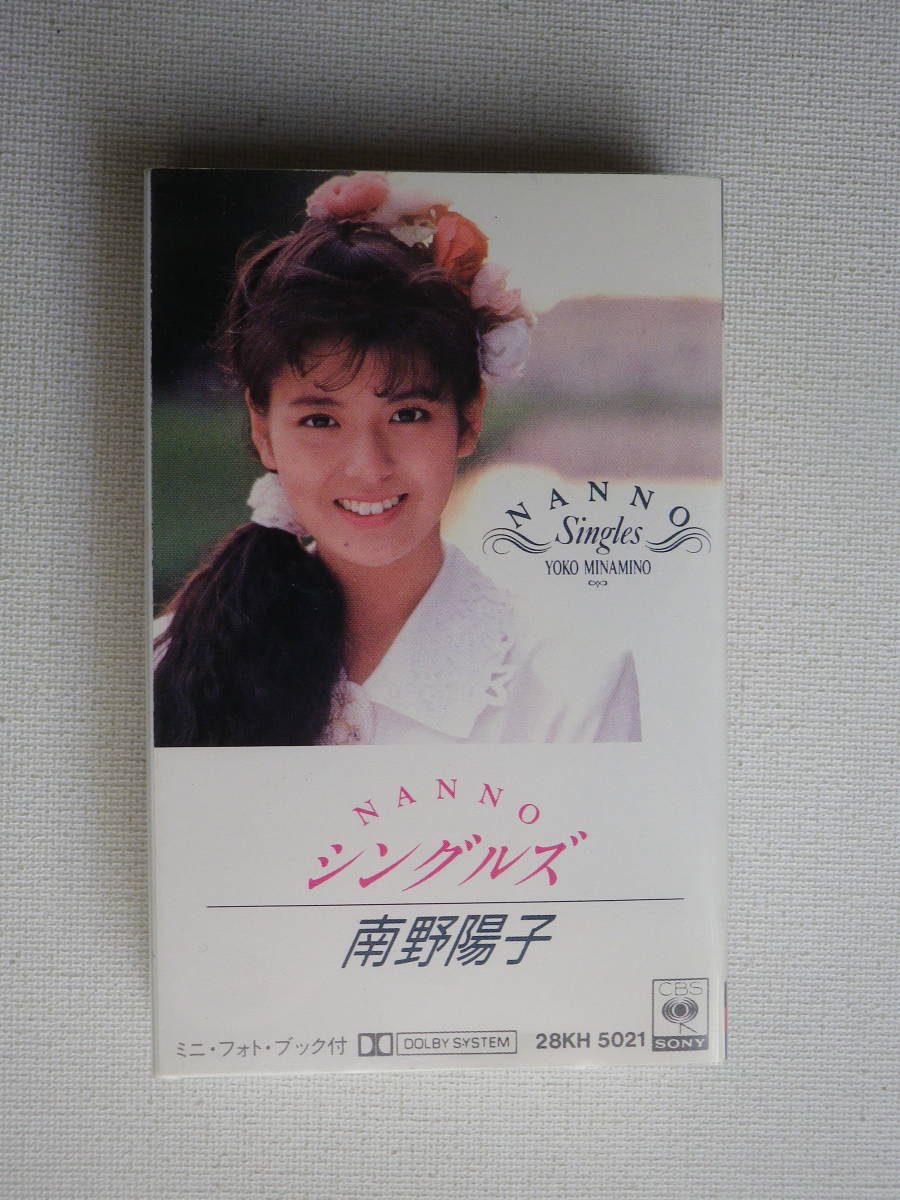 NANNO
Singles
YOKO MINAMINO
NANNO
シングルズ
南野陽子
ミニ・フォト・ブック付 DOLBY SYSTEM 28KH 5021
CBS
SONY